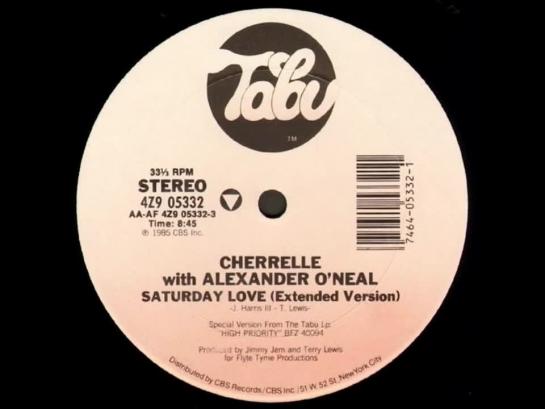 Tabu
TM
33⅓ RPM
STEREO
4Z9 05332
AA-AF 4Z9 05332-3
Time: 8:45
℗ 1985 CBS Inc.
7464-05332-1
CHERRELLE
with ALEXANDER O'NEAL
SATURDAY LOVE (Extended Version)
-J. Harris III - T. Lewis-
Special Version From The Tabu Lp:
"HIGH PRIORITY" BFZ 40094
Produced by Jimmy Jam and Terry Lewis
for Flyte Tyme Productions
Distributed by CBS Records/CBS Inc./51 W. 52 St., New York City